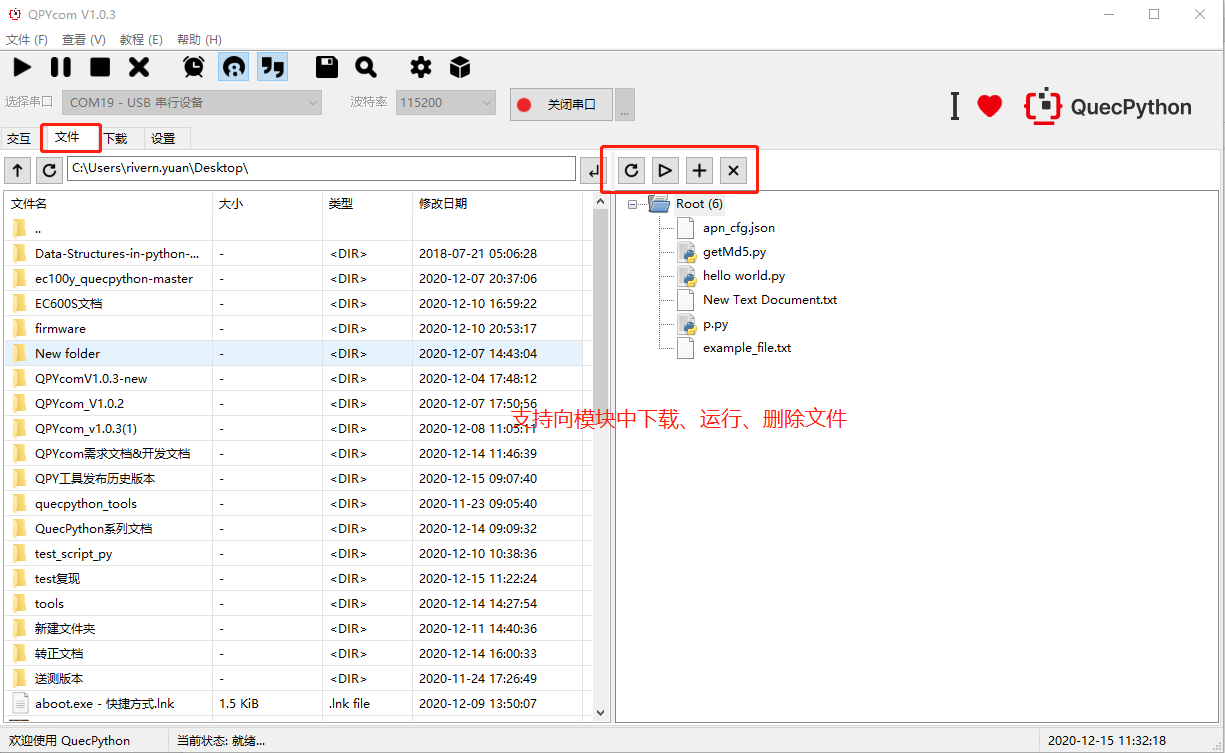 QPYcom V1.0.3
文件 (F) 查看 (V) 教程 (E) 帮助 (H)
选择串口 COM19 - USB 串行设备 波特率 115200 关闭串口 ... I QuecPython
交互 文件 下载 设置
C:\Users\rivern.yuan\Desktop\
文件名 大小 类型 修改日期
..
Data-Structures-in-python-... - <DIR> 2018-07-21 05:06:28
ec100y_quecpython-master - <DIR> 2020-12-07 20:37:06
EC600S文档 - <DIR> 2020-12-10 16:59:22
firmware - <DIR> 2020-12-10 20:53:17
New folder - <DIR> 2020-12-07 14:43:04
QPYcomV1.0.3-new - <DIR> 2020-12-04 17:48:12
QPYcom_V1.0.2 - <DIR> 2020-12-07 17:50:56
QPYcom_v1.0.3(1) - <DIR> 2020-12-08 11:05:11
QPYcom需求文档&开发文档 - <DIR> 2020-12-14 11:46:39
QPY工具发布历史版本 - <DIR> 2020-12-15 09:07:40
quecpython_tools - <DIR> 2020-11-23 09:05:40
QuecPython系列文档 - <DIR> 2020-12-14 09:09:32
test_script_py - <DIR> 2020-12-10 10:38:36
test复现 - <DIR> 2020-12-15 11:22:24
tools - <DIR> 2020-12-14 14:27:54
新建文件夹 - <DIR> 2020-12-11 14:40:36
转正文档 - <DIR> 2020-12-14 16:00:33
送测版本 - <DIR> 2020-11-24 17:26:49
aboot.exe - 快捷方式.lnk 1.5 KiB .lnk file 2020-12-09 13:50:07
Root (6)
apn_cfg.json
getMd5.py
hello world.py
New Text Document.txt
p.py
example_file.txt
支持向模块中下载、运行、删除文件
欢迎使用 QuecPython 当前状态: 就绪... 2020-12-15 11:32:18